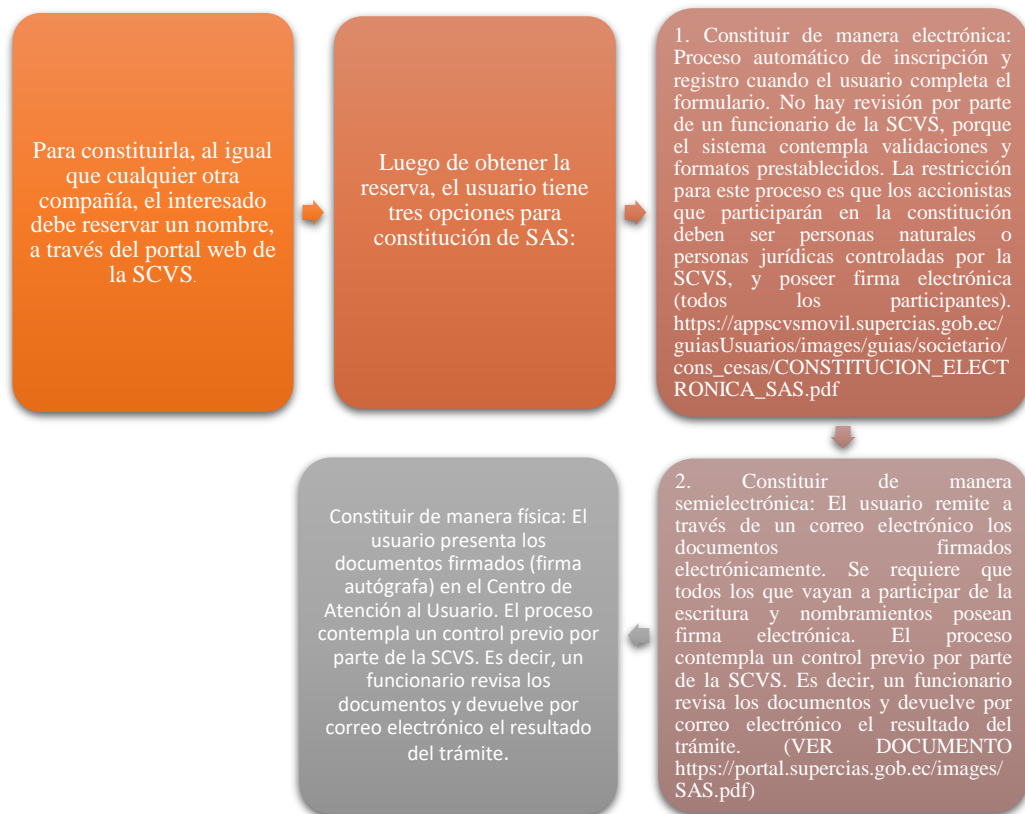 Para constituirla, al igual
que cualquier otra
compañía, el interesado
debe reservar un nombre,
a través del portal web de
la SCVS.
Luego de obtener la
reserva, el usuario tiene
tres opciones para
constitución de SAS:
1. Constituir de manera electrónica:
Proceso automático de inscripción y
registro cuando el usuario completa el
formulario. No hay revisión por parte
de un funcionario de la SCVS, porque
el sistema contempla validaciones y
formatos prestablecidos. La restricción
para este proceso es que los accionistas
que participarán en la constitución
deben ser personas naturales o
personas jurídicas controladas por la
SCVS, y poseer firma electrónica
(todos los participantes).
https://appscvsmovil.supercias.gob.ec/
guiasUsuarios/images/guias/societario/
cons_cesas/CONSTITUCION_ELECT
RONICA_SAS.pdf
2. Constituir de manera
semielectrónica: El usuario remite a
través de un correo electrónico los
documentos firmados
electrónicamente. Se requiere que
todos los que vayan a participar de la
escritura y nombramientos posean
firma electrónica. El proceso
contempla un control previo por parte
de la SCVS. Es decir, un funcionario
revisa los documentos y devuelve por
correo electrónico el resultado del
trámite. (VER DOCUMENTO
https://portal.supercias.gob.ec/images/
SAS.pdf)
Constituir de manera física: El
usuario presenta los
documentos firmados (firma
autógrafa) en el Centro de
Atención al Usuario. El proceso
contempla un control previo por
parte de la SCVS. Es decir, un
funcionario revisa los
documentos y devuelve por
correo electrónico el resultado
del trámite.